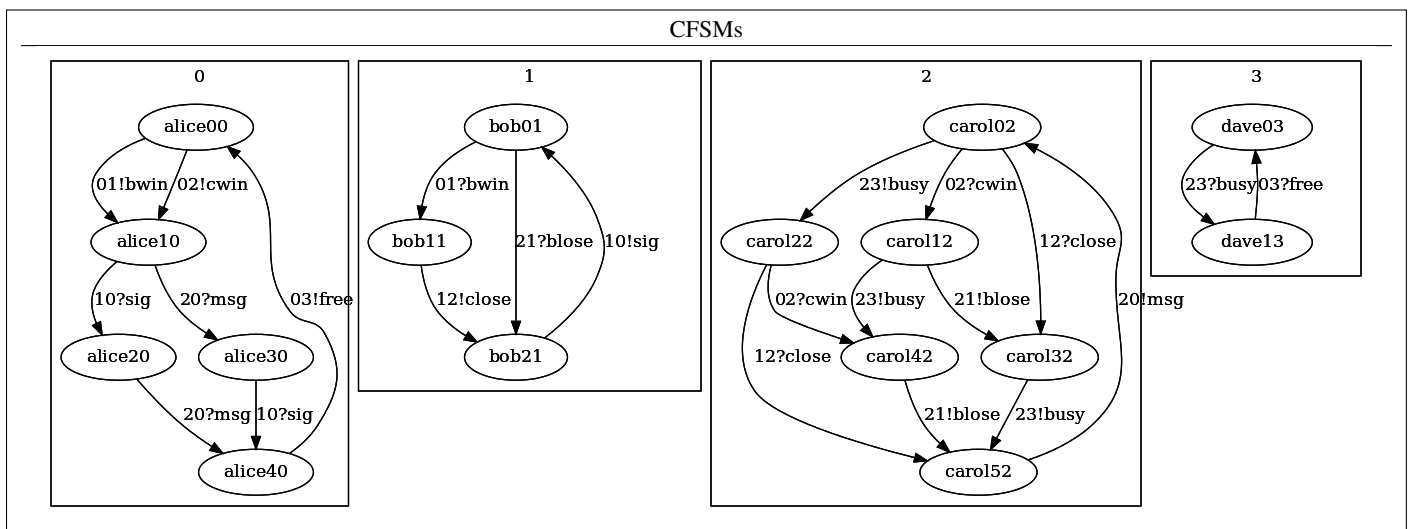 CFSMs
0
alice00
01!bwin
02!cwin
alice10
10?sig
20?msg
03!free
alice20
alice30
20?msg
10?sig
alice40
1
bob01
01?bwin
bob11
21?blose
10!sig
12!close
bob21
2
carol02
23!busy
02?cwin
12?close
carol22
carol12
02?cwin
23!busy
21!blose
20!msg
12?close
carol42
carol32
21!blose
23!busy
carol52
3
dave03
23?busy
03?free
dave13